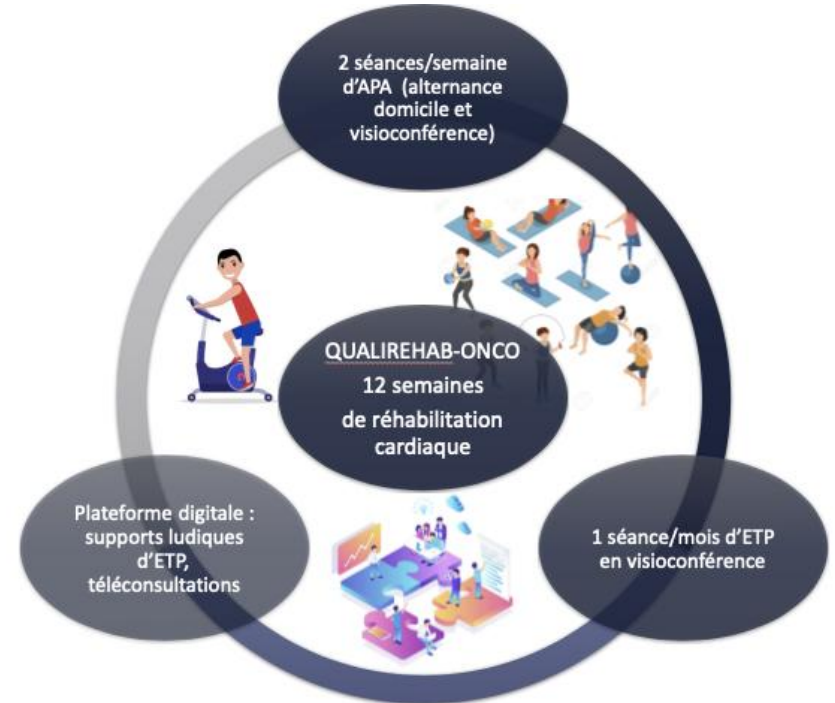 2 séances/semaine
d'APA (alternance
domicile et
visioconférence)
QUALIREHAB-ONCO
12 semaines
de réhabilitation
cardiaque
Plateforme digitale :
supports ludiques
d'ETP,
téléconsultations
1 séance/mois d'ETP
en visioconférence